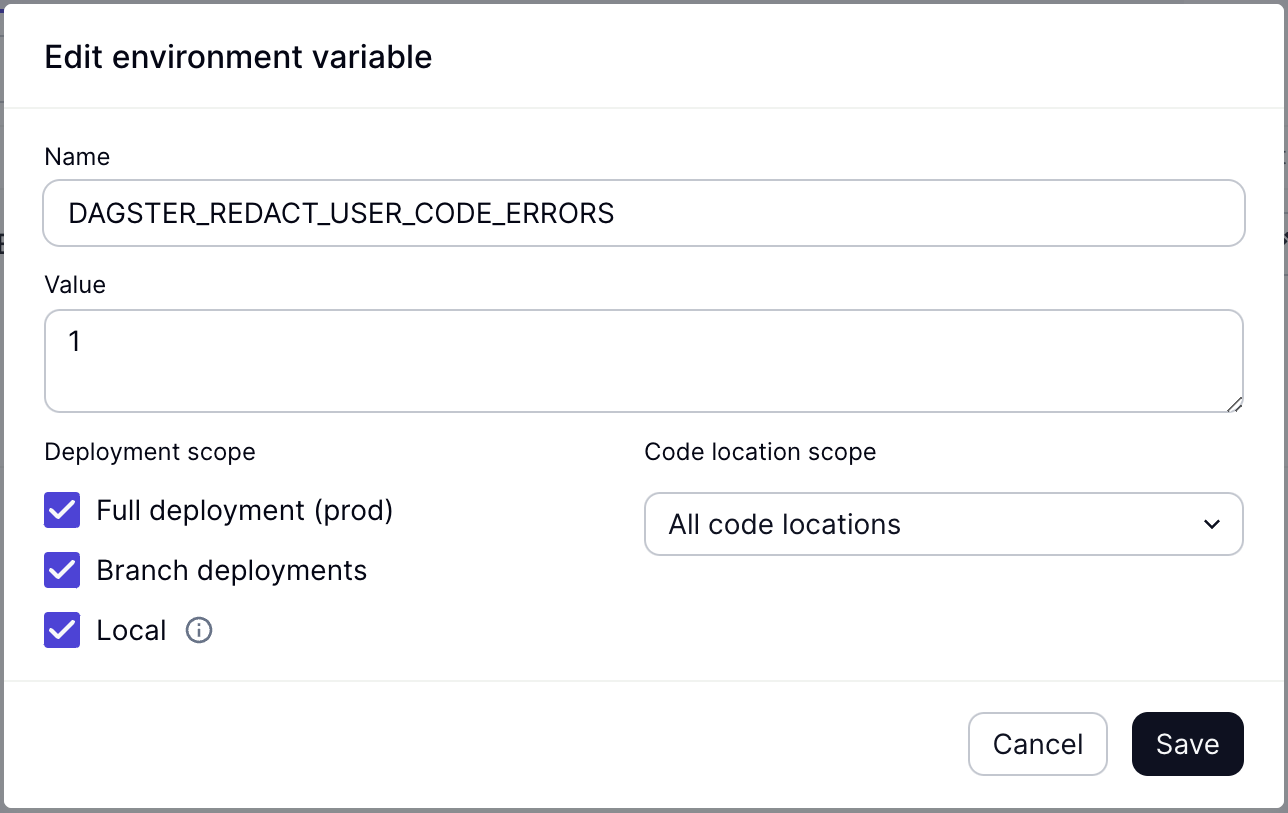 Edit environment variable
Name
DAGSTER_REDACT_USER_CODE_ERRORS
Value
1
Deployment scope
Full deployment (prod)
Branch deployments
Local
Code location scope
All code locations
Cancel
Save